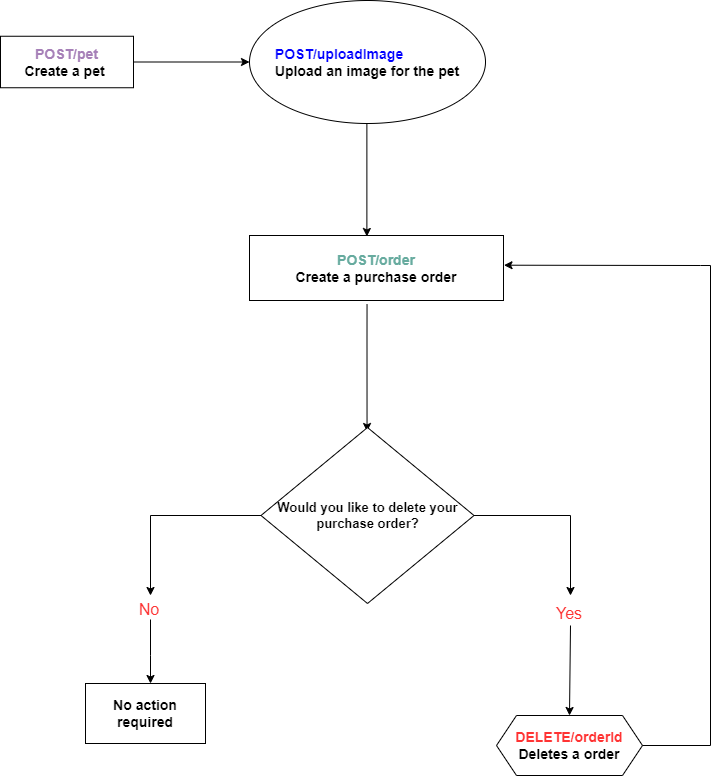 POST/pet
Create a pet
POST/uploadImage
Upload an image for the pet
POST/order
Create a purchase order
Would you like to delete your
purchase order?
No
Yes
No action
required
DELETE/orderId
Deletes a order